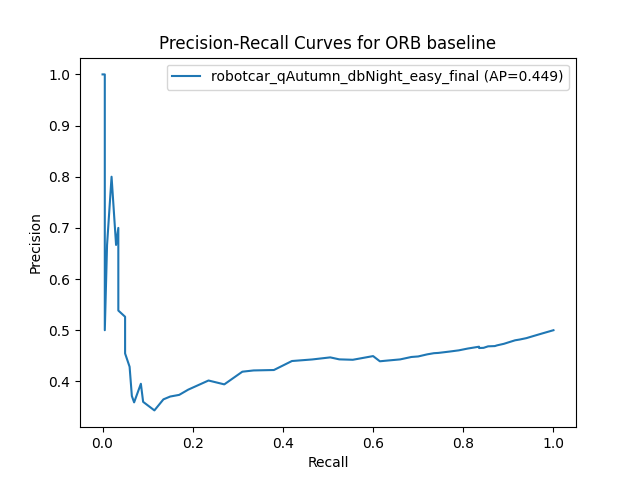 Precision-Recall Curves for ORB baseline
robotcar_qAutumn_dbNight_easy_final (AP=0.449)
Precision
1.0
0.9
0.8
0.7
0.6
0.5
0.4
0.0 0.2 0.4 0.6 0.8 1.0
Recall